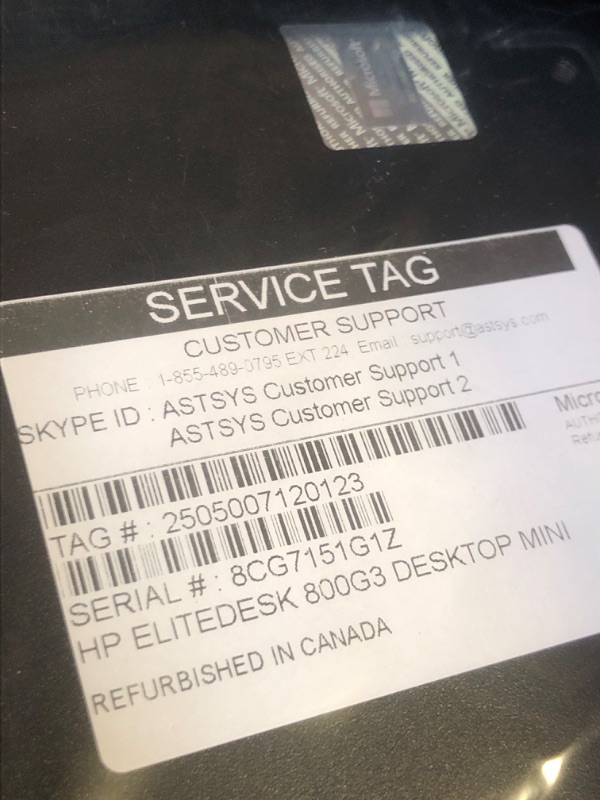 Microsoft
SERVICE TAG
CUSTOMER SUPPORT
PHONE : 1-855-489-0795 EXT 224 Email support@astsys.com
SKYPE ID : ASTSYS Customer Support 1
ASTSYS Customer Support 2
Micro
TAG # : 2505007120123
SERIAL # : 8CG7151G1Z
HP ELITEDESK 800G3 DESKTOP MINI
REFURBISHED IN CANADA